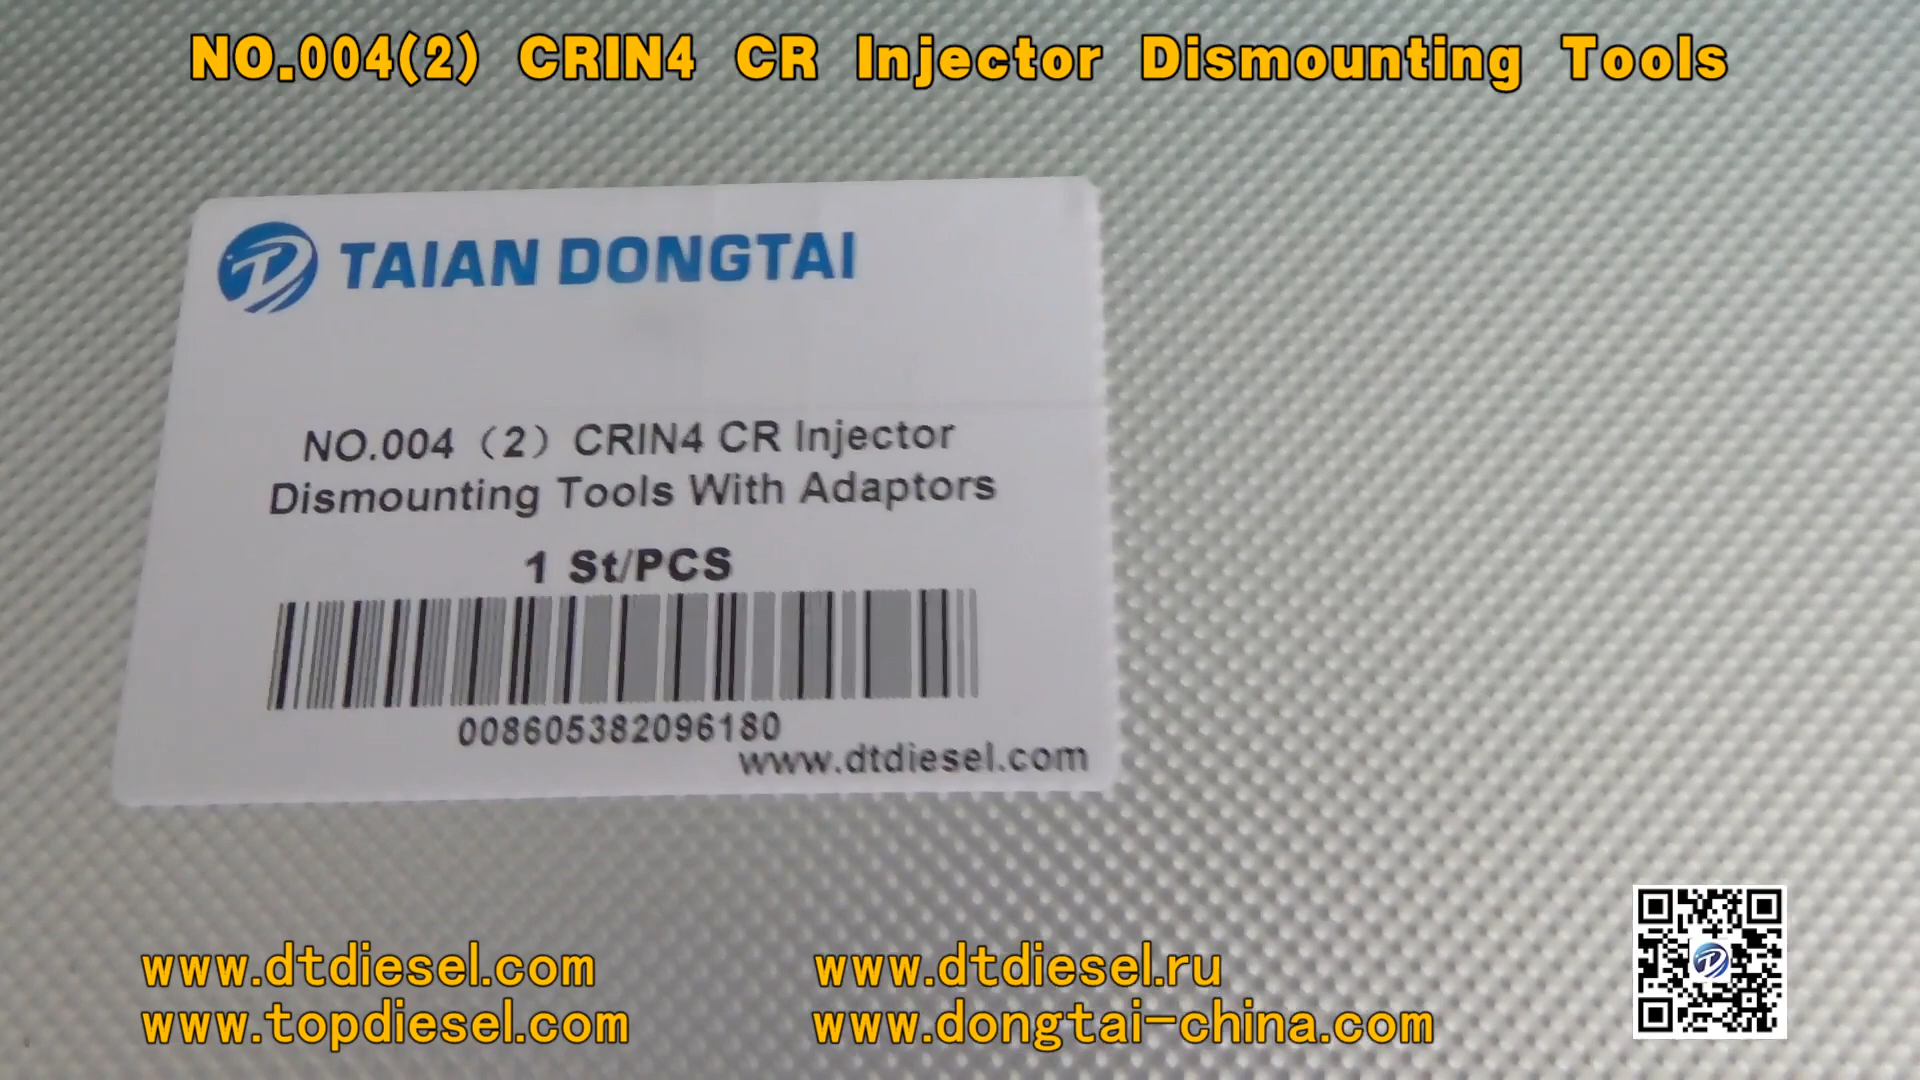 NO.004(2) CRIN4 CR Injector Dismounting Tools
TAIAN DONGTAI
NO.004（2）CRIN4 CR Injector
Dismounting Tools With Adaptors
1 St/PCS
008605382096180
www.dtdiesel.com
www.dtdiesel.com
www.dtdiesel.ru
www.topdiesel.com
www.dongtai-china.com